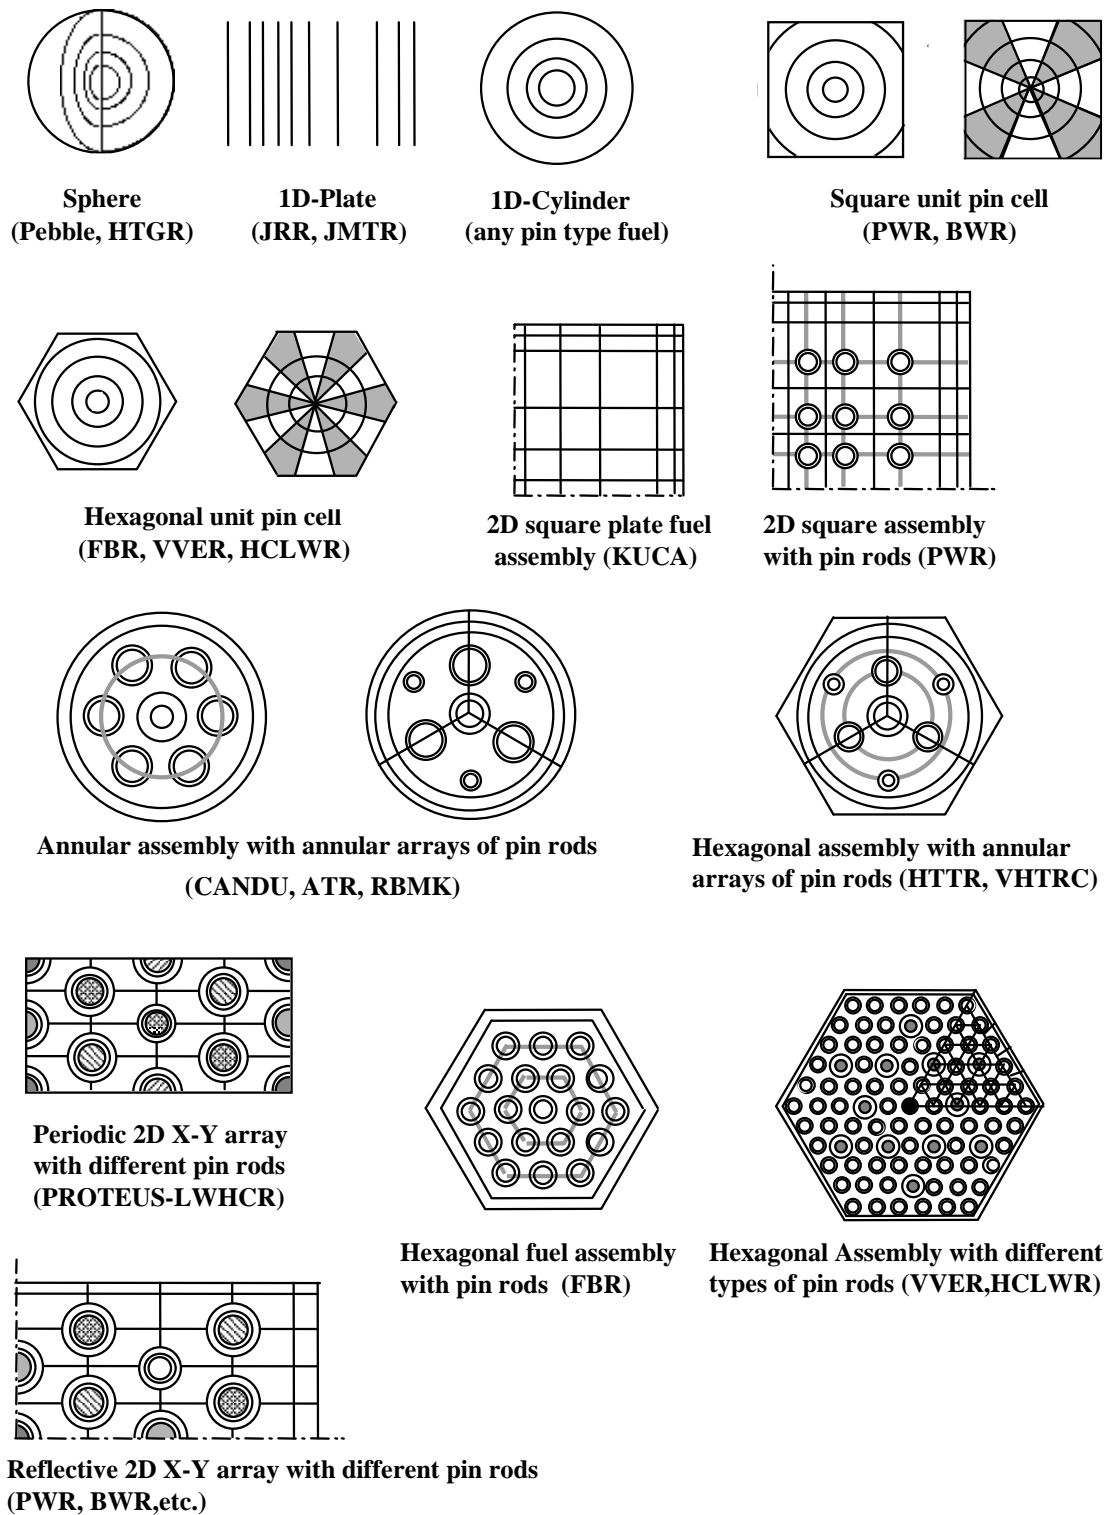 Sphere
(Pebble, HTGR)
1D-Plate
(JRR, JMTR)
1D-Cylinder
(any pin type fuel)
Square unit pin cell
(PWR, BWR)
Hexagonal unit pin cell
(FBR, VVER, HCLWR)
2D square plate fuel
assembly (KUCA)
2D square assembly
with pin rods (PWR)
Annular assembly with annular arrays of pin rods
(CANDU, ATR, RBMK)
Hexagonal assembly with annular
arrays of pin rods (HTTR, VHTRC)
Periodic 2D X-Y array
with different pin rods
(PROTEUS-LWHCR)
Hexagonal fuel assembly
with pin rods (FBR)
Hexagonal Assembly with different
types of pin rods (VVER,HCLWR)
Reflective 2D X-Y array with different pin rods
(PWR, BWR,etc.)